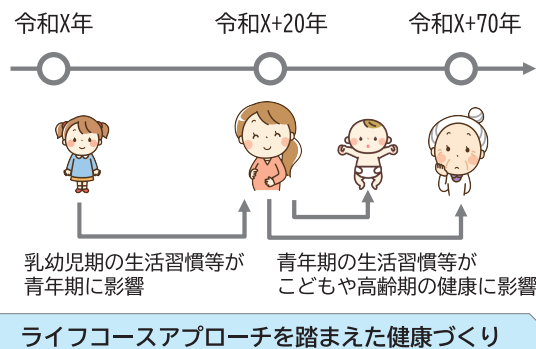 令和X年
令和X+20年
令和X+70年
乳幼児期の生活習慣等が
青年期に影響
青年期の生活習慣等が
こどもや高齢期の健康に影響
ライフコースアプローチを踏まえた健康づくり